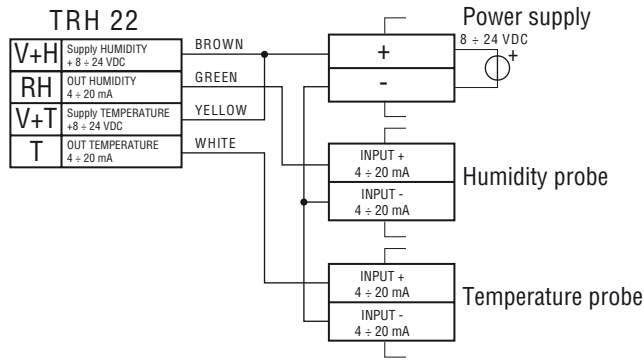 TRH 22
V+H Supply HUMIDITY
+ 8 ÷ 24 VDC
BROWN
RH OUT HUMIDITY
4 ÷ 20 mA
GREEN
V+T Supply TEMPERATURE
+8 ÷ 24 VDC
YELLOW
T OUT TEMPERATURE
4 ÷ 20 mA
WHITE
Power supply
8 ÷ 24 VDC
+
-
+
INPUT +
4 ÷ 20 mA
INPUT -
4 ÷ 20 mA
Humidity probe
INPUT +
4 ÷ 20 mA
INPUT -
4 ÷ 20 mA
Temperature probe